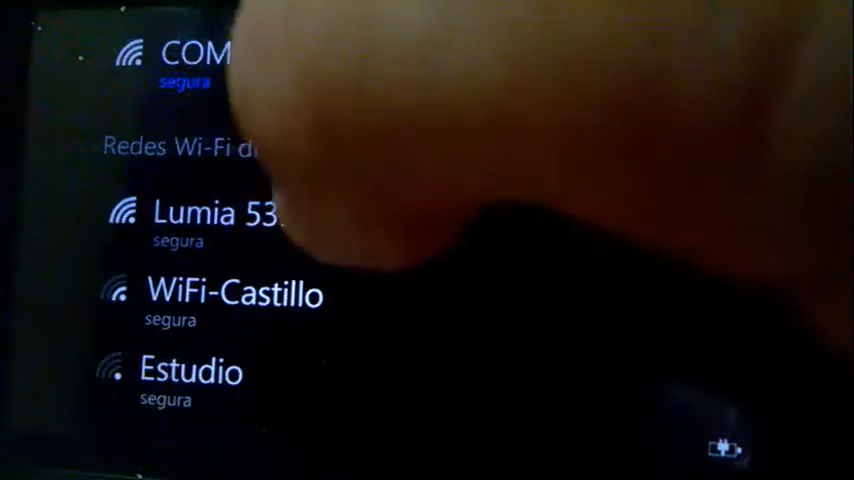 COM
segura
Redes Wi-Fi
Lumia 53
segura
WiFi-Castillo
segura
Estudio
segura